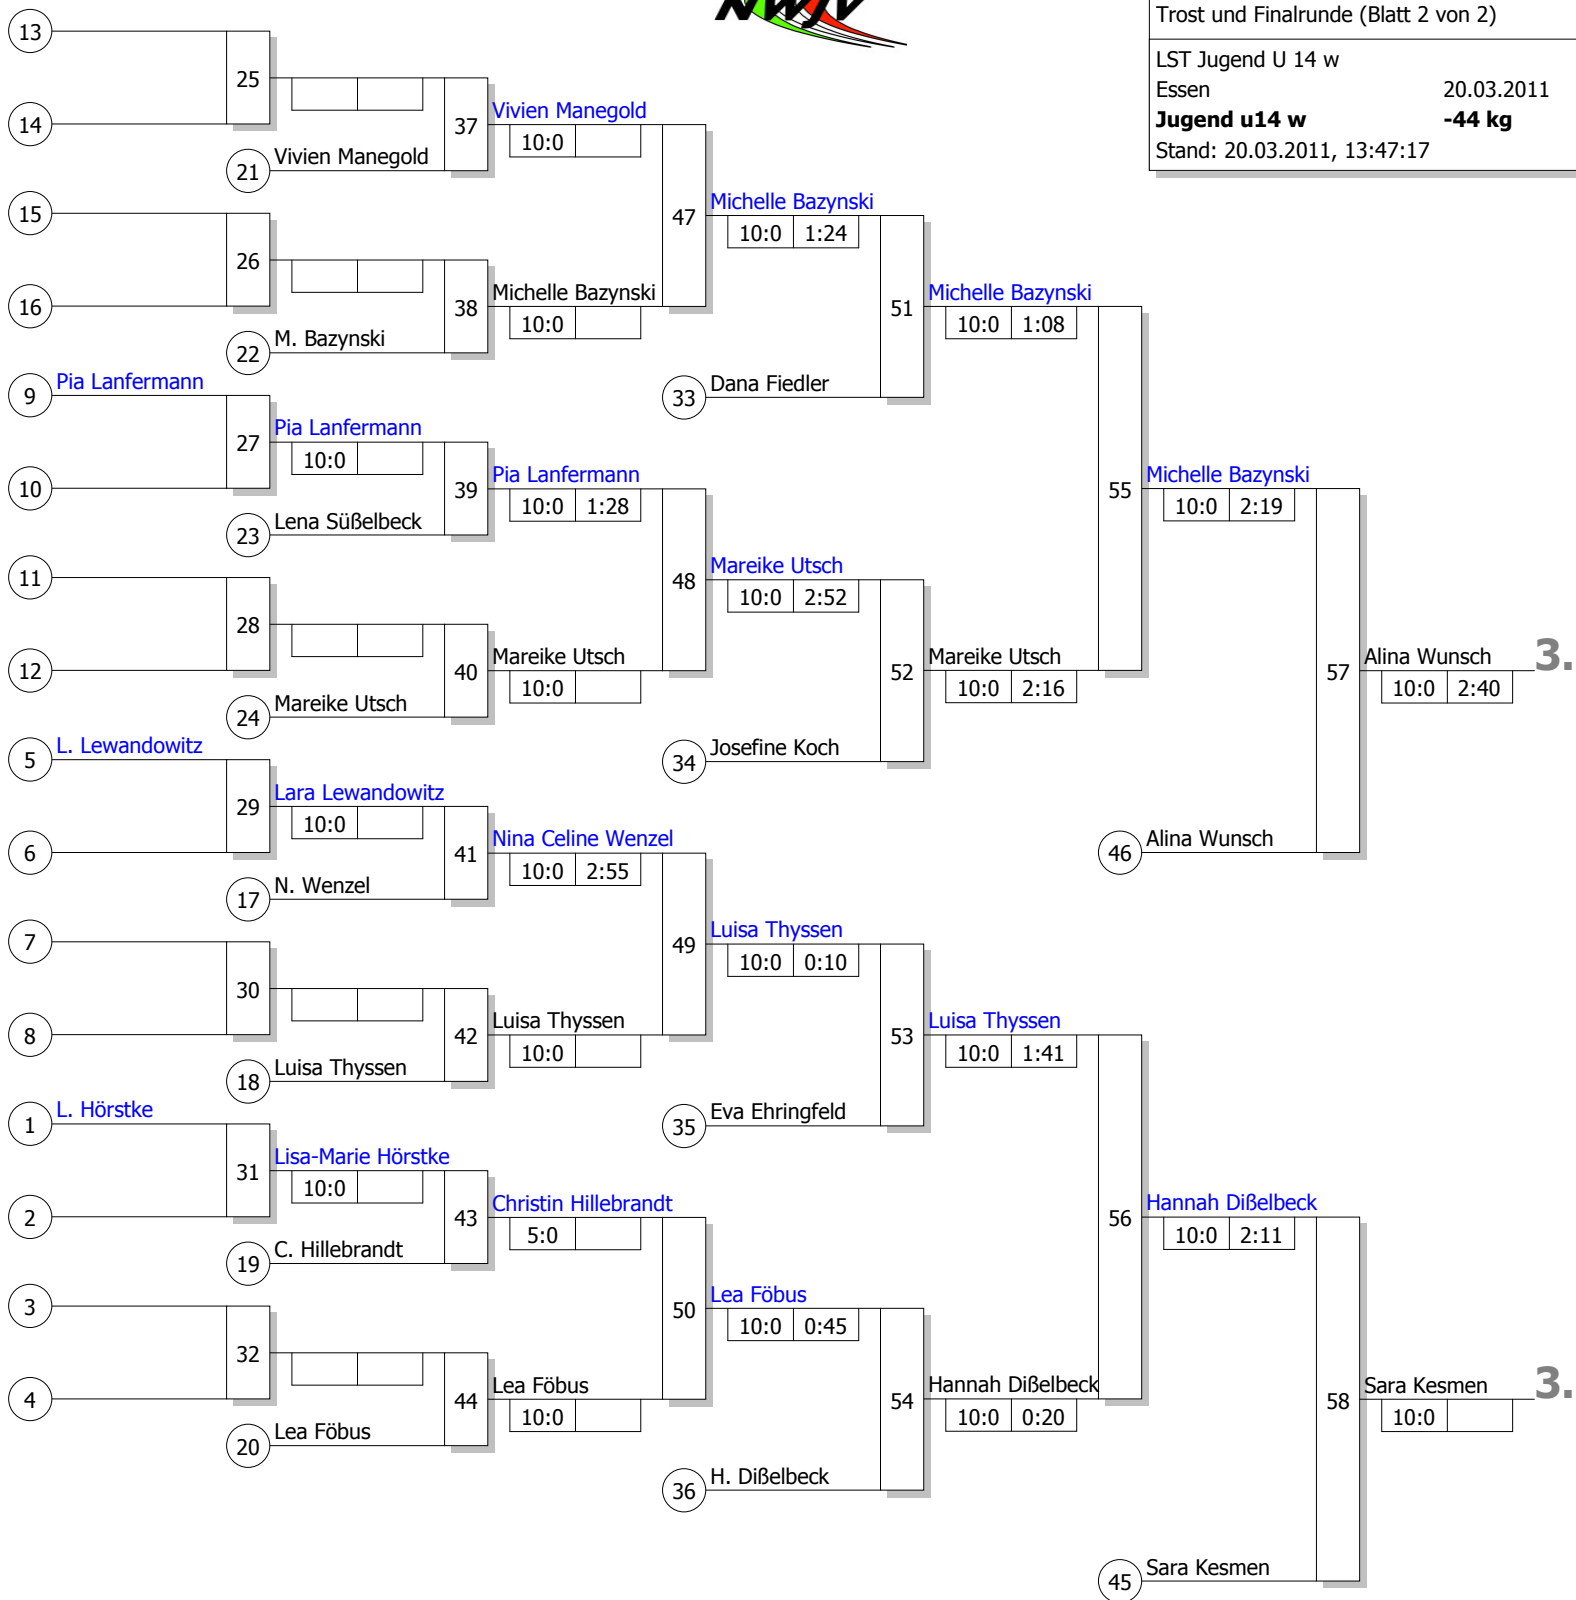 NWJV
Trost und Finalrunde (Blatt 2 von 2)
LST Jugend U 14 w
Essen 20.03.2011
Jugend u14 w -44 kg
Stand: 20.03.2011, 13:47:17
13
25
14
37
Vivien Manegold
10:0
21
Vivien Manegold
15
47
Michelle Bazynski
10:0 1:24
26
16
38
Michelle Bazynski
10:0
22
M. Bazynski
51
Michelle Bazynski
10:0 1:08
33
Dana Fiedler
9
Pia Lanfermann
27
Pia Lanfermann
10:0
10
39
Pia Lanfermann
10:0 1:28
23
Lena Süßelbeck
55
Michelle Bazynski
10:0 2:19
11
48
Mareike Utsch
10:0 2:52
28
12
40
Mareike Utsch
10:0
24
Mareike Utsch
52
Mareike Utsch
10:0 2:16
34
Josefine Koch
57
Alina Wunsch
10:0 2:40
3.
5
L. Lewandowitz
29
Lara Lewandowitz
10:0
6
41
Nina Celine Wenzel
10:0 2:55
17
N. Wenzel
46
Alina Wunsch
7
49
Luisa Thyssen
10:0 0:10
30
8
42
Luisa Thyssen
10:0
18
Luisa Thyssen
53
Luisa Thyssen
10:0 1:41
35
Eva Ehringfeld
1
L. Hörstke
31
Lisa-Marie Hörstke
10:0
2
43
Christin Hillebrandt
5:0
19
C. Hillebrandt
56
Hannah Dißelbeck
10:0 2:11
3
50
Lea Föbus
10:0 0:45
32
4
44
Lea Föbus
10:0
20
Lea Föbus
54
Hannah Dißelbeck
10:0 0:20
36
H. Dißelbeck
58
Sara Kesmen
10:0
3.
45
Sara Kesmen